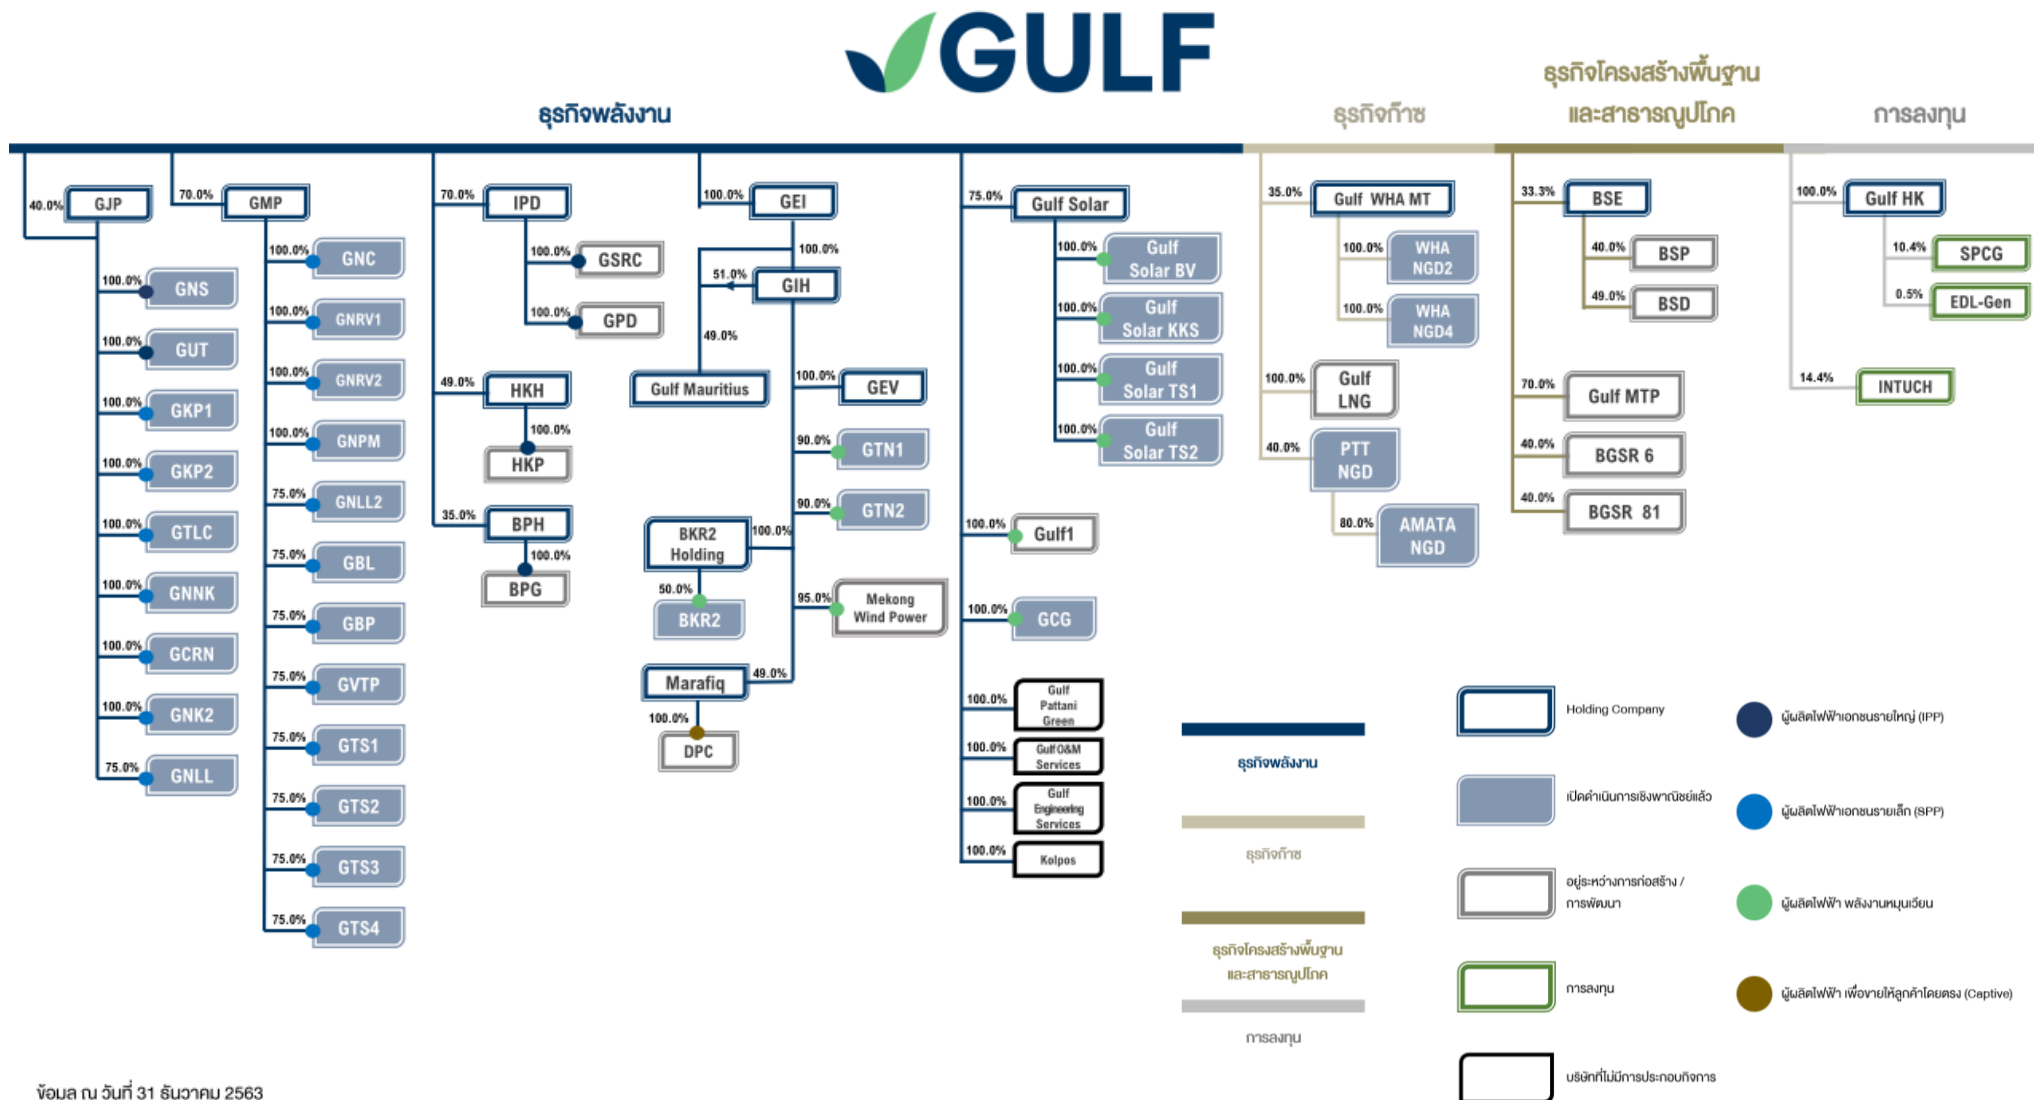 GULF
ธุรกิจพลังงาน
ธุรกิจก๊าซ
ธุรกิจโครงสร้างพื้นฐาน
และสาธารณูปโภค
การลงทุน
40.0%
GJP
100.0%
GNS
100.0%
GUT
100.0%
GKP1
100.0%
GKP2
100.0%
GTLC
100.0%
GNNK
100.0%
GCRN
100.0%
GNK2
75.0%
GNLL
70.0%
GMP
100.0%
GNC
100.0%
GNRV1
100.0%
GNRV2
100.0%
GNPM
75.0%
GNLL2
75.0%
GBL
75.0%
GBP
75.0%
GVTP
75.0%
GTS1
75.0%
GTS2
75.0%
GTS3
75.0%
GTS4
70.0%
IPD
100.0%
GSRC
100.0%
GPD
49.0%
HKH
100.0%
HKP
35.0%
BPH
100.0%
BPG
100.0%
GEI
100.0%
51.0%
GIH
49.0%
Gulf Mauritius
100.0%
GEV
90.0%
GTN1
90.0%
GTN2
BKR2
Holding
100.0%
50.0%
BKR2
95.0%
Mekong
Wind Power
Marafiq
49.0%
100.0%
DPC
75.0%
Gulf Solar
100.0%
Gulf
Solar BV
100.0%
Gulf
Solar KKS
100.0%
Gulf
Solar TS1
100.0%
Gulf
Solar TS2
100.0%
Gulf1
100.0%
GCG
100.0%
Gulf
Pattani
Green
100.0%
Gulf O&M
Services
100.0%
Gulf
Engineering
Services
100.0%
Kolpos
35.0%
Gulf WHA MT
100.0%
WHA
NGD2
100.0%
WHA
NGD4
100.0%
Gulf
LNG
40.0%
PTT
NGD
80.0%
AMATA
NGD
33.3%
BSE
40.0%
BSP
49.0%
BSD
70.0%
Gulf MTP
40.0%
BGSR 6
40.0%
BGSR 81
100.0%
Gulf HK
10.4%
SPCG
0.5%
EDL-Gen
14.4%
INTUCH
ธุรกิจพลังงาน
ธุรกิจก๊าซ
ธุรกิจโครงสร้างพื้นฐาน
และสาธารณูปโภค
การลงทุน
Holding Company
เปิดดำเนินการเชิงพาณิชย์แล้ว
อยู่ระหว่างการก่อสร้าง /
การพัฒนา
การลงทุน
บริษัทที่ไม่มีการประกอบกิจการ
ผู้ผลิตไฟฟ้าเอกชนรายใหญ่ (IPP)
ผู้ผลิตไฟฟ้าเอกชนรายเล็ก (SPP)
ผู้ผลิตไฟฟ้า พลังงานหมุนเวียน
ผู้ผลิตไฟฟ้า เพื่อขายให้ลูกค้าโดยตรง (Captive)
ข้อมูล ณ วันที่ 31 ธันวาคม 2563